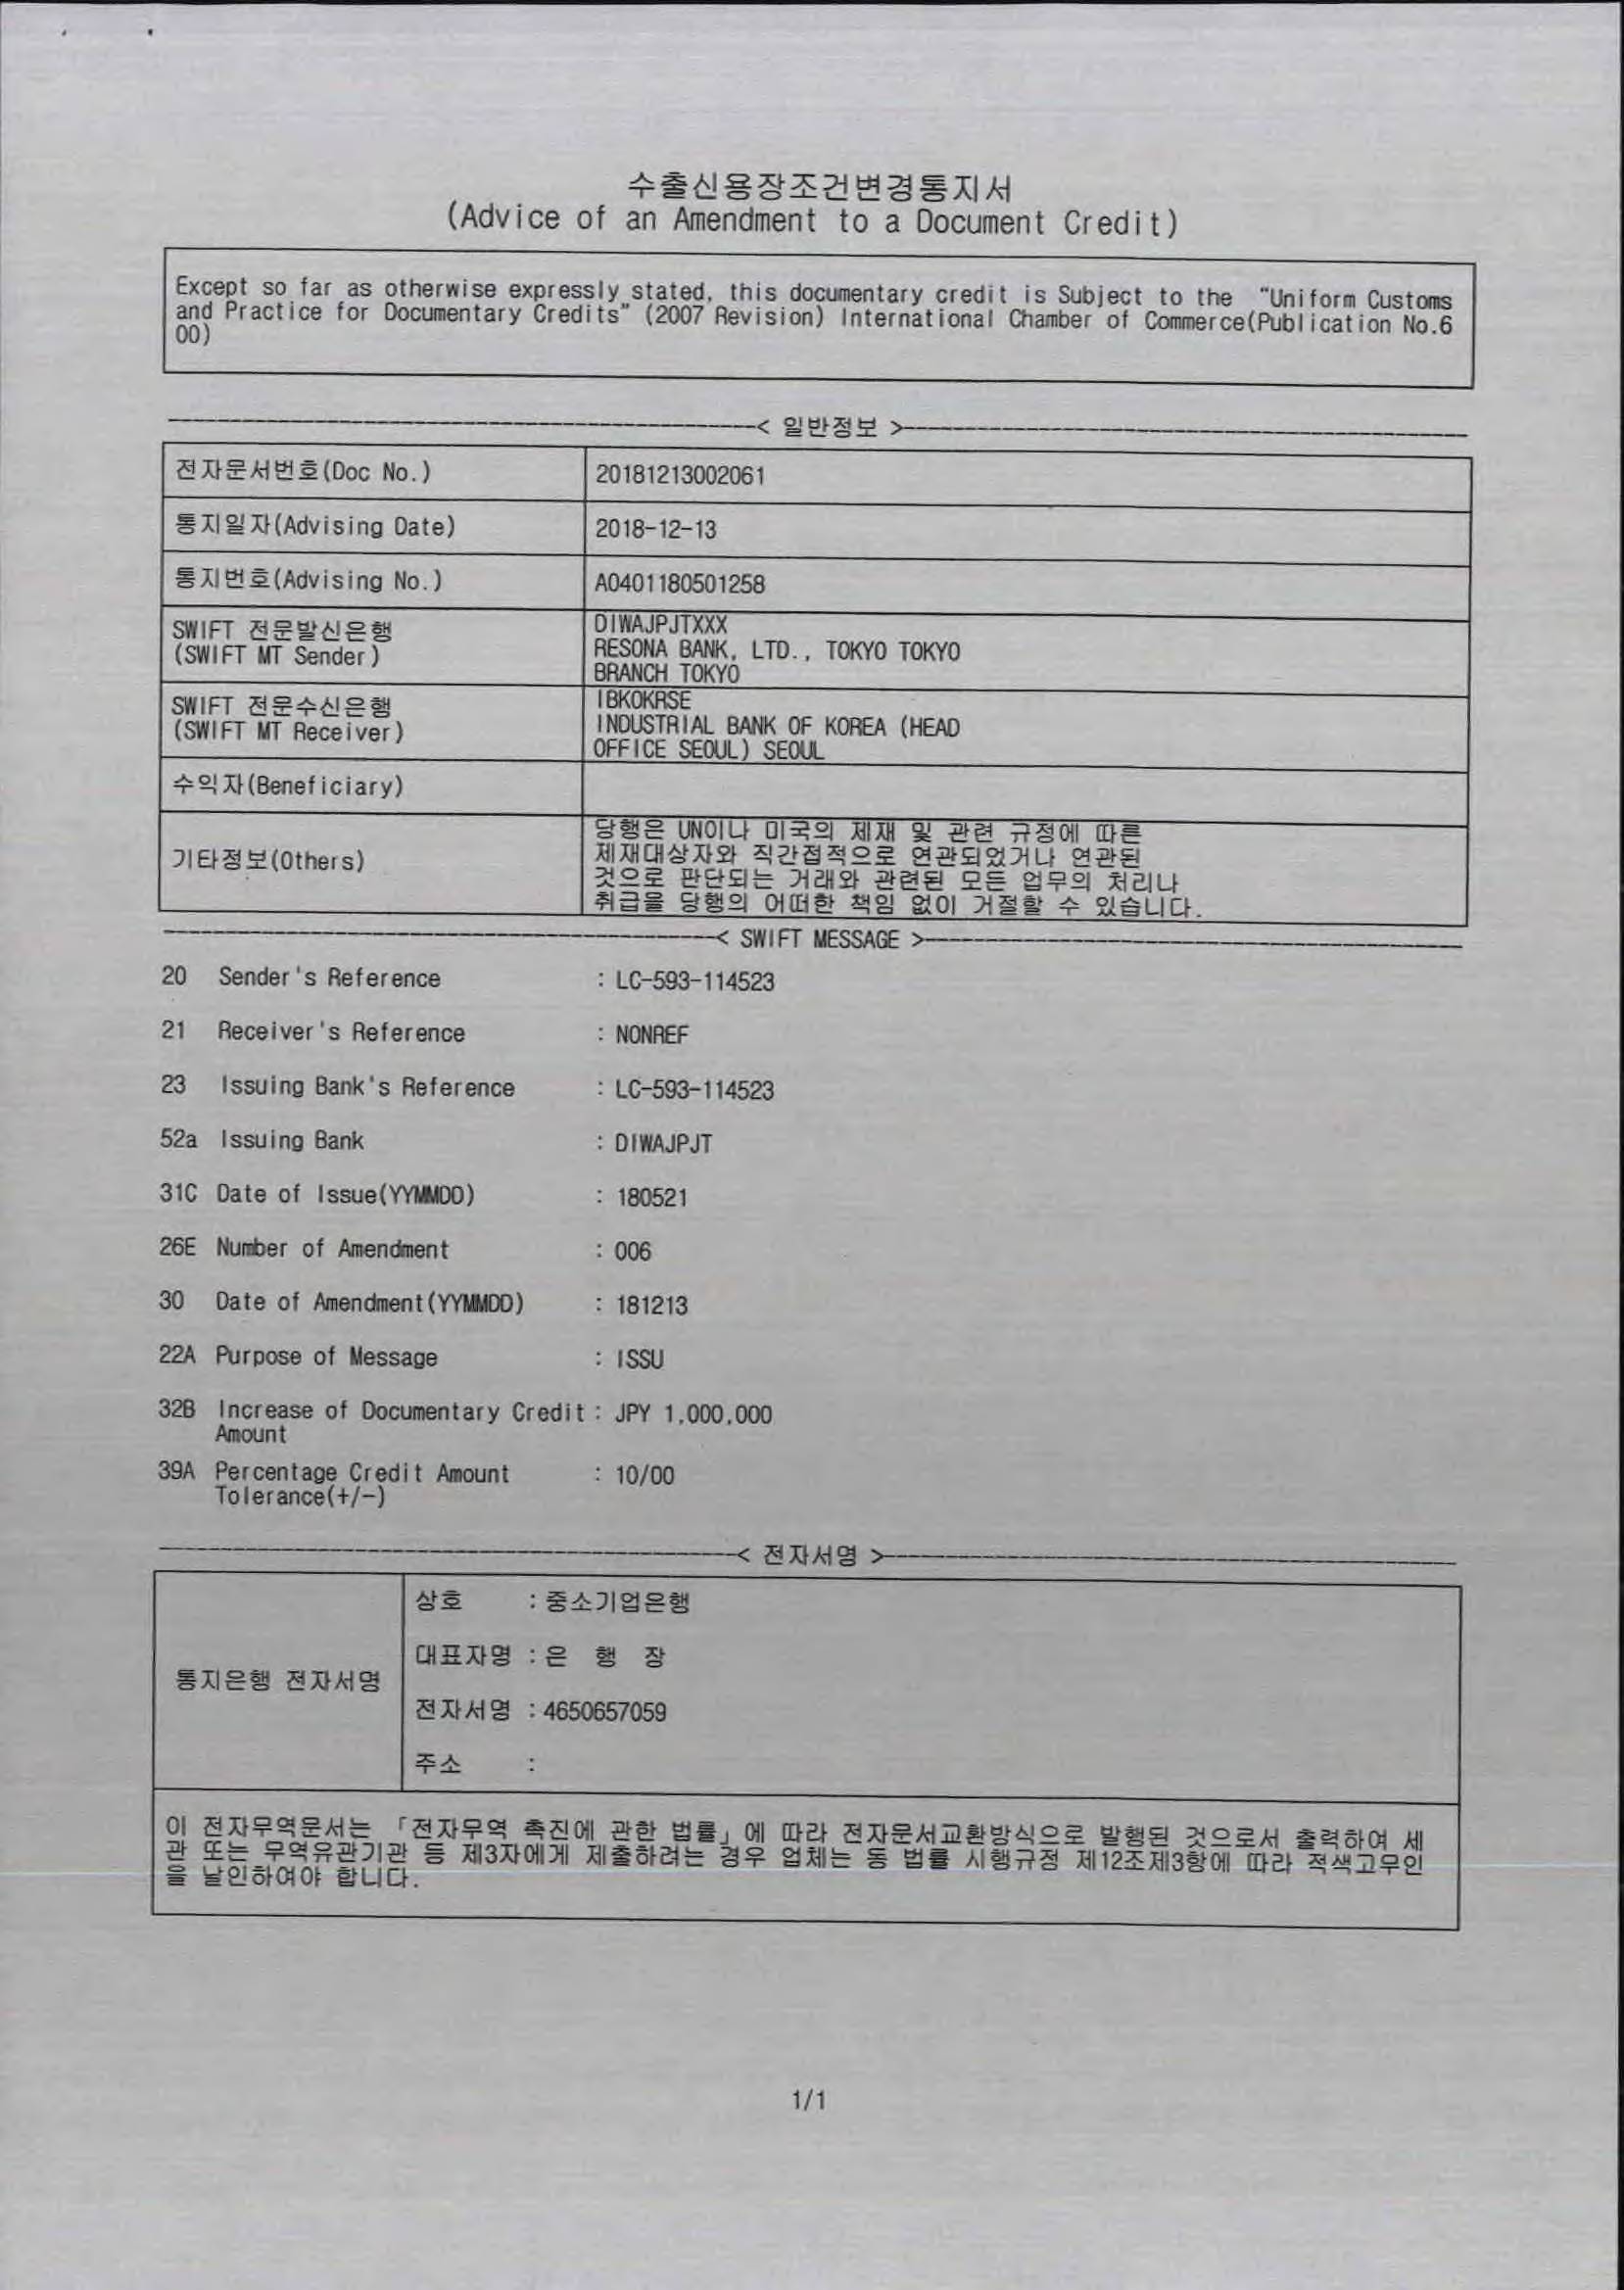 수출신용장조건변경통지서
(Advice of an Amendment to a Document Credit)
Except so far as otherwise expressly stated, this documentary credit is Subject to the "Uniform Customs
and Practice for Documentary Credits" (2007 Revision) International Chamber of Commerce(Publication No.6
00)
< 일반정보 >
전자문서번호(Doc No.) 20181213002061
통지일자(Advising Date) 2018-12-13
통지번호(Advising No.) A0401180501258
SWIFT 전문발신은행
(SWIFT MT Sender)
DIWAJPJTXXX
RESONA BANK, LTD., TOKYO TOKYO
BRANCH TOKYO
SWIFT 전문수신은행
(SWIFT MT Receiver)
IBKOKRSE
INDUSTRIAL BANK OF KOREA (HEAD
OFFICE SEOUL) SEOUL
수익자(Beneficiary)
기타정보(Others)
당행은 UN이나 미국의 제재 및 관련 규정에 따른
제재대상자와 직간접적으로 연관되었거나 연관된
것으로 판단되는 거래와 관련된 모든 업무의 처리나
취급을 당행의 어떠한 책임 없이 거절할 수 있습니다.
< SWIFT MESSAGE >
20 Sender's Reference : LC-593-114523
21 Receiver's Reference : NONREF
23 Issuing Bank's Reference : LC-593-114523
52a Issuing Bank : DIWAJPJT
31C Date of Issue(YYMMDD) : 180521
26E Number of Amendment : 006
30 Date of Amendment(YYMMDD) : 181213
22A Purpose of Message : ISSU
32B Increase of Documentary Credit : JPY 1,000,000
Amount
39A Percentage Credit Amount : 10/00
Tolerance(+/-)
< 전자서명 >
통지은행 전자서명
상호 : 중소기업은행
대표자명 : 은 행 장
전자서명 : 4650657059
주소 :
이 전자무역문서는 「전자무역 촉진에 관한 법률」에 따라 전자문서교환방식으로 발행된 것으로서 출력하여 세
관 또는 무역유관기관 등 제3자에게 제출하려는 경우 업체는 동 법률 시행규정 제12조제3항에 따라 적색고무인
을 날인하여야 합니다.
1/1